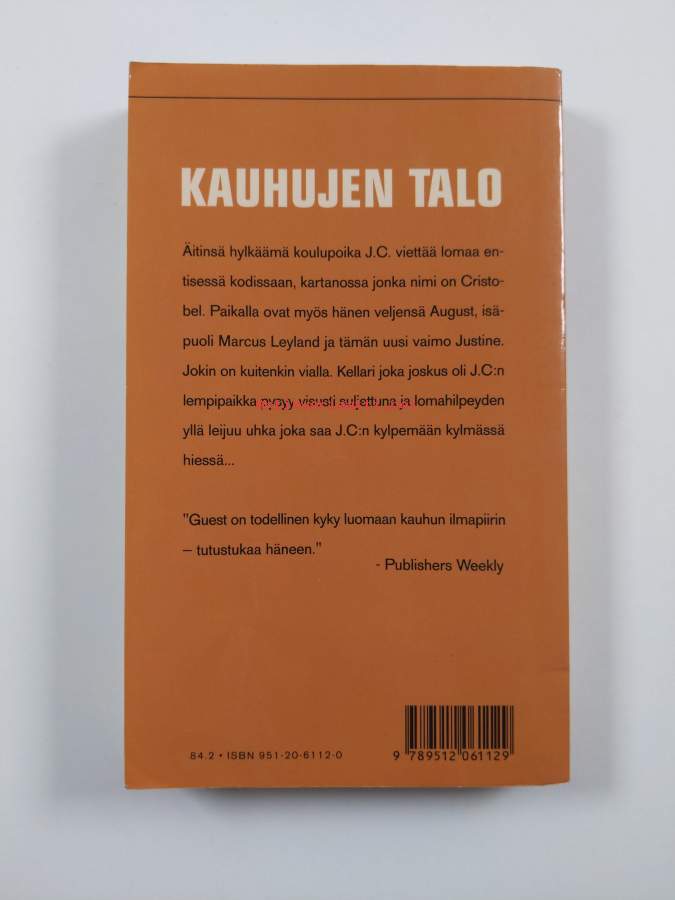 KAUHUJEN TALO
Äitinsä hylkäämä koulupoika J.C. viettää lomaa en-
tisessä kodissaan, kartanossa jonka nimi on Cristo-
bel. Paikalla ovat myös hänen veljensä August, isä-
puoli Marcus Leyland ja tämän uusi vaimo Justine.
Jokin on kuitenkin vialla. Kellari joka joskus oli J.C:n
lempipaikka pysyy visusti suljettuna ja lomahilpeyden
yllä leijuu uhka joka saa J.C:n kylpemään kylmässä
hiessä...
"Guest on todellinen kyky luomaan kauhun ilmapiirin
– tutustukaa häneen."
- Publishers Weekly
84.2 • ISBN 951-20-6112-0
9 789512 061129